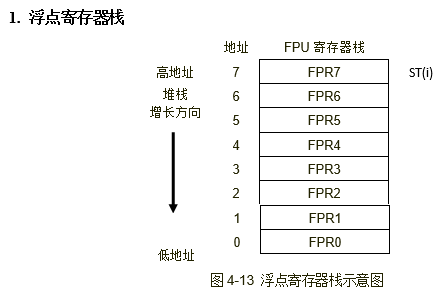 1. 浮点寄存器栈
地址 FPU 寄存器栈
高地址 7 FPR7 ST(i)
堆栈 6 FPR6
增长方向 5 FPR5
4 FPR4
3 FPR3
2 FPR2
1 FPR1
0 FPR0
低地址
图 4-13 浮点寄存器栈示意图